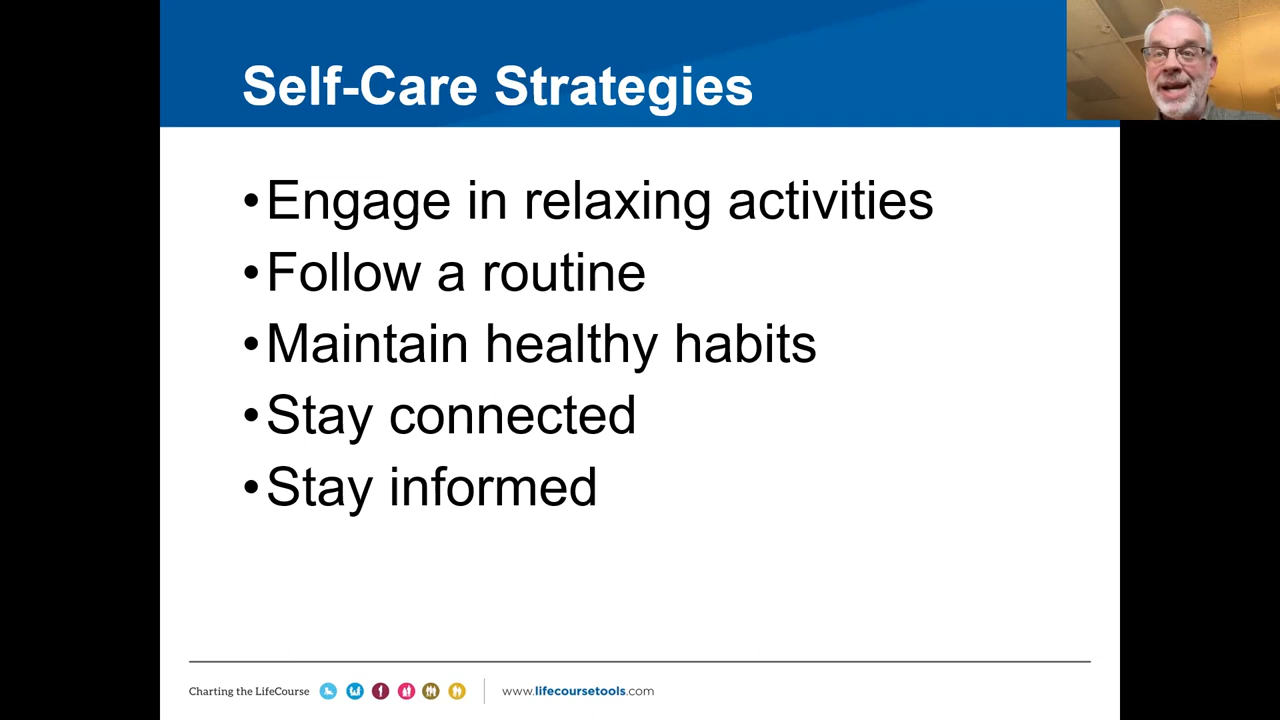 Self-Care Strategies
•Engage in relaxing activities
•Follow a routine
•Maintain healthy habits
•Stay connected
•Stay informed
Charting the LifeCourse
www.lifecoursetools.com